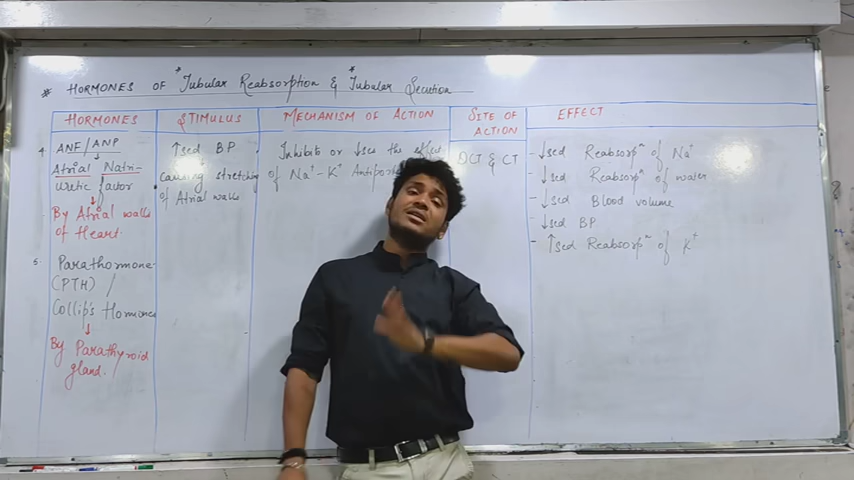 * HORMONES OF *Tubular Reabsorption & *Tubular Secretion
HORMONES
STIMULUS
MECHANISM OF ACTION
SITE OF
ACTION
EFFECT
4. ANF/ANP
↓
Atrial Natri-
uretic factor
↓
By Atrial walls
of Heart.
↑sed BP
causing stretching
of Atrial walls
Inhibits or ↓ses the effect
of Na⁺-K⁺ Antiport
DCT & CT
- ↓sed Reabsorpⁿ of Na⁺
- ↓sed Reabsorpⁿ of water
- ↓sed Blood volume
- ↓sed BP
- ↑sed Reabsorpⁿ of K⁺
5. Parathormone
(PTH) /
Collip's Hormone
↓
By Parathyroid
gland.